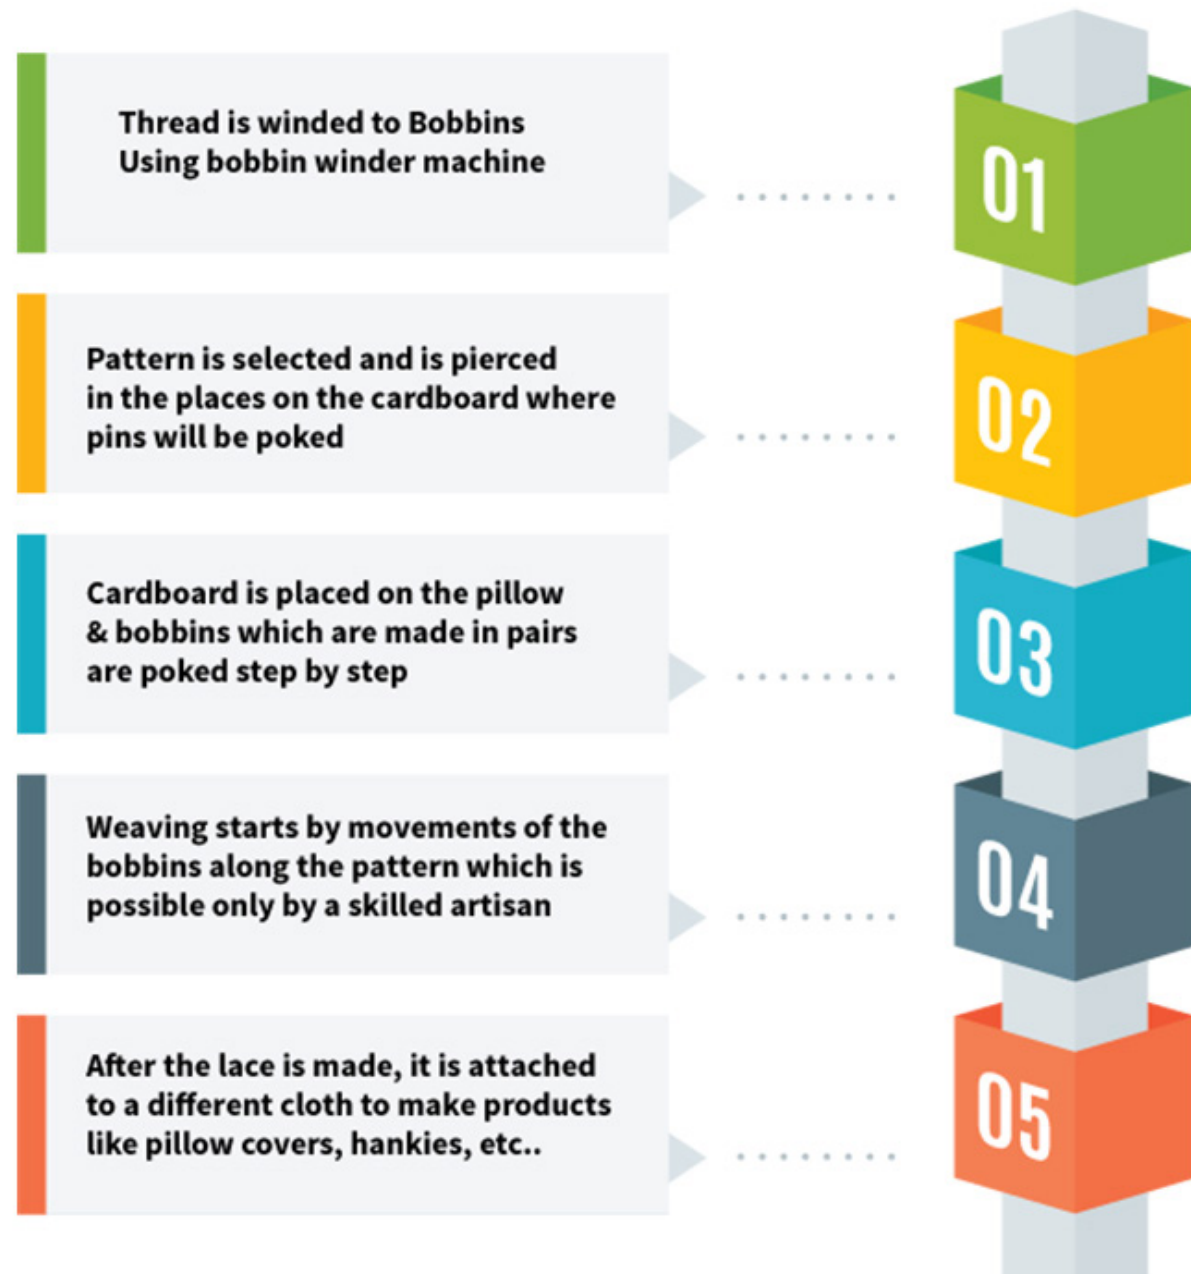 Thread is winded to Bobbins
Using bobbin winder machine
01
Pattern is selected and is pierced
in the places on the cardboard where
pins will be poked
02
Cardboard is placed on the pillow
& bobbins which are made in pairs
are poked step by step
03
Weaving starts by movements of the
bobbins along the pattern which is
possible only by a skilled artisan
04
After the lace is made, it is attached
to a different cloth to make products
like pillow covers, hankies, etc..
05